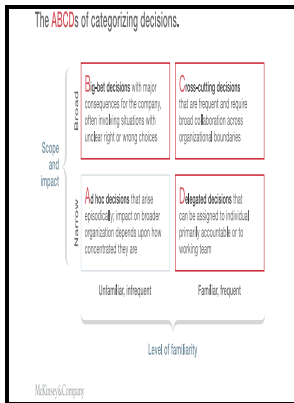 The ABCDs of categorizing decisions.
Broad
Big-bet decisions with major
consequences for the company,
often involving situations with
unclear right or wrong choices
Cross-cutting decisions
that are frequent and require
broad collaboration across
organizational boundaries
Scope
and
impact
Narrow
Ad hoc decisions that arise
episodically; impact on broader
organization depends upon how
concentrated they are
Delegated decisions that
can be assigned to individual
primarily accountable or to
working team
Unfamiliar, infrequent
Familiar, frequent
Level of familiarity
McKinsey&Company